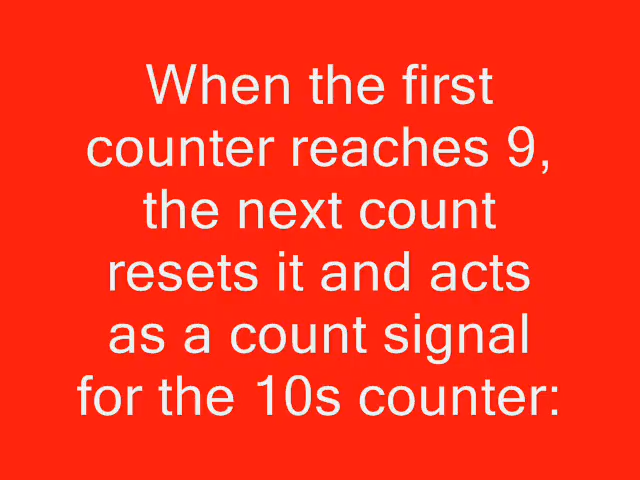 When the first
counter reaches 9,
the next count
resets it and acts
as a count signal
for the 10s counter: